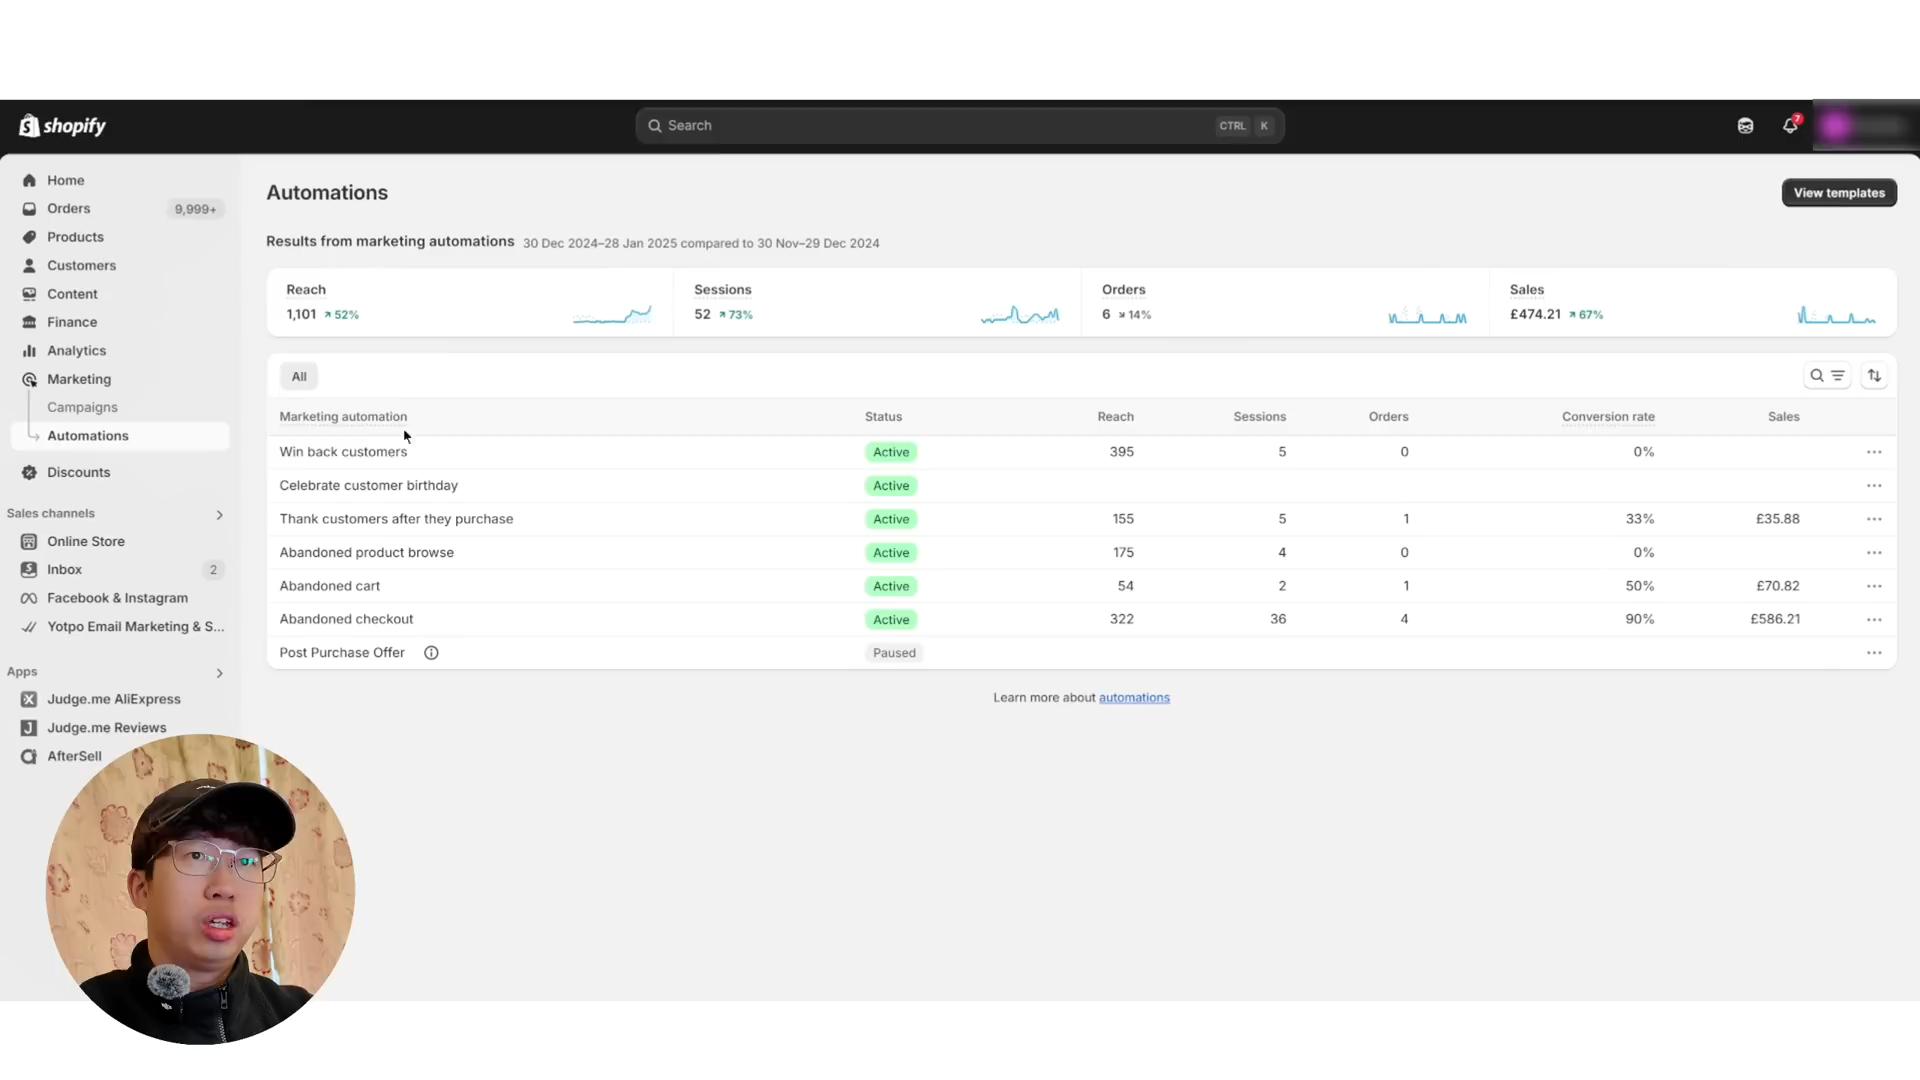 shopify
Search CTRL K
7
Home
Orders 9,999+
Products
Customers
Content
Finance
Analytics
Marketing
Campaigns
Automations
Discounts
Sales channels
Online Store
Inbox 2
Facebook & Instagram
Yotpo Email Marketing & S...
Apps
Judge.me AliExpress
Judge.me Reviews
AfterSell
Automations
View templates
Results from marketing automations 30 Dec 2024–28 Jan 2025 compared to 30 Nov–29 Dec 2024
Reach
1,101 52%
Sessions
52 73%
Orders
6 14%
Sales
£474.21 67%
All
Marketing automation Status Reach Sessions Orders Conversion rate Sales
Win back customers Active 395 5 0 0%
Celebrate customer birthday Active
Thank customers after they purchase Active 155 5 1 33% £35.88
Abandoned product browse Active 175 4 0 0%
Abandoned cart Active 54 2 1 50% £70.82
Abandoned checkout Active 322 36 4 90% £586.21
Post Purchase Offer Paused
Learn more about automations